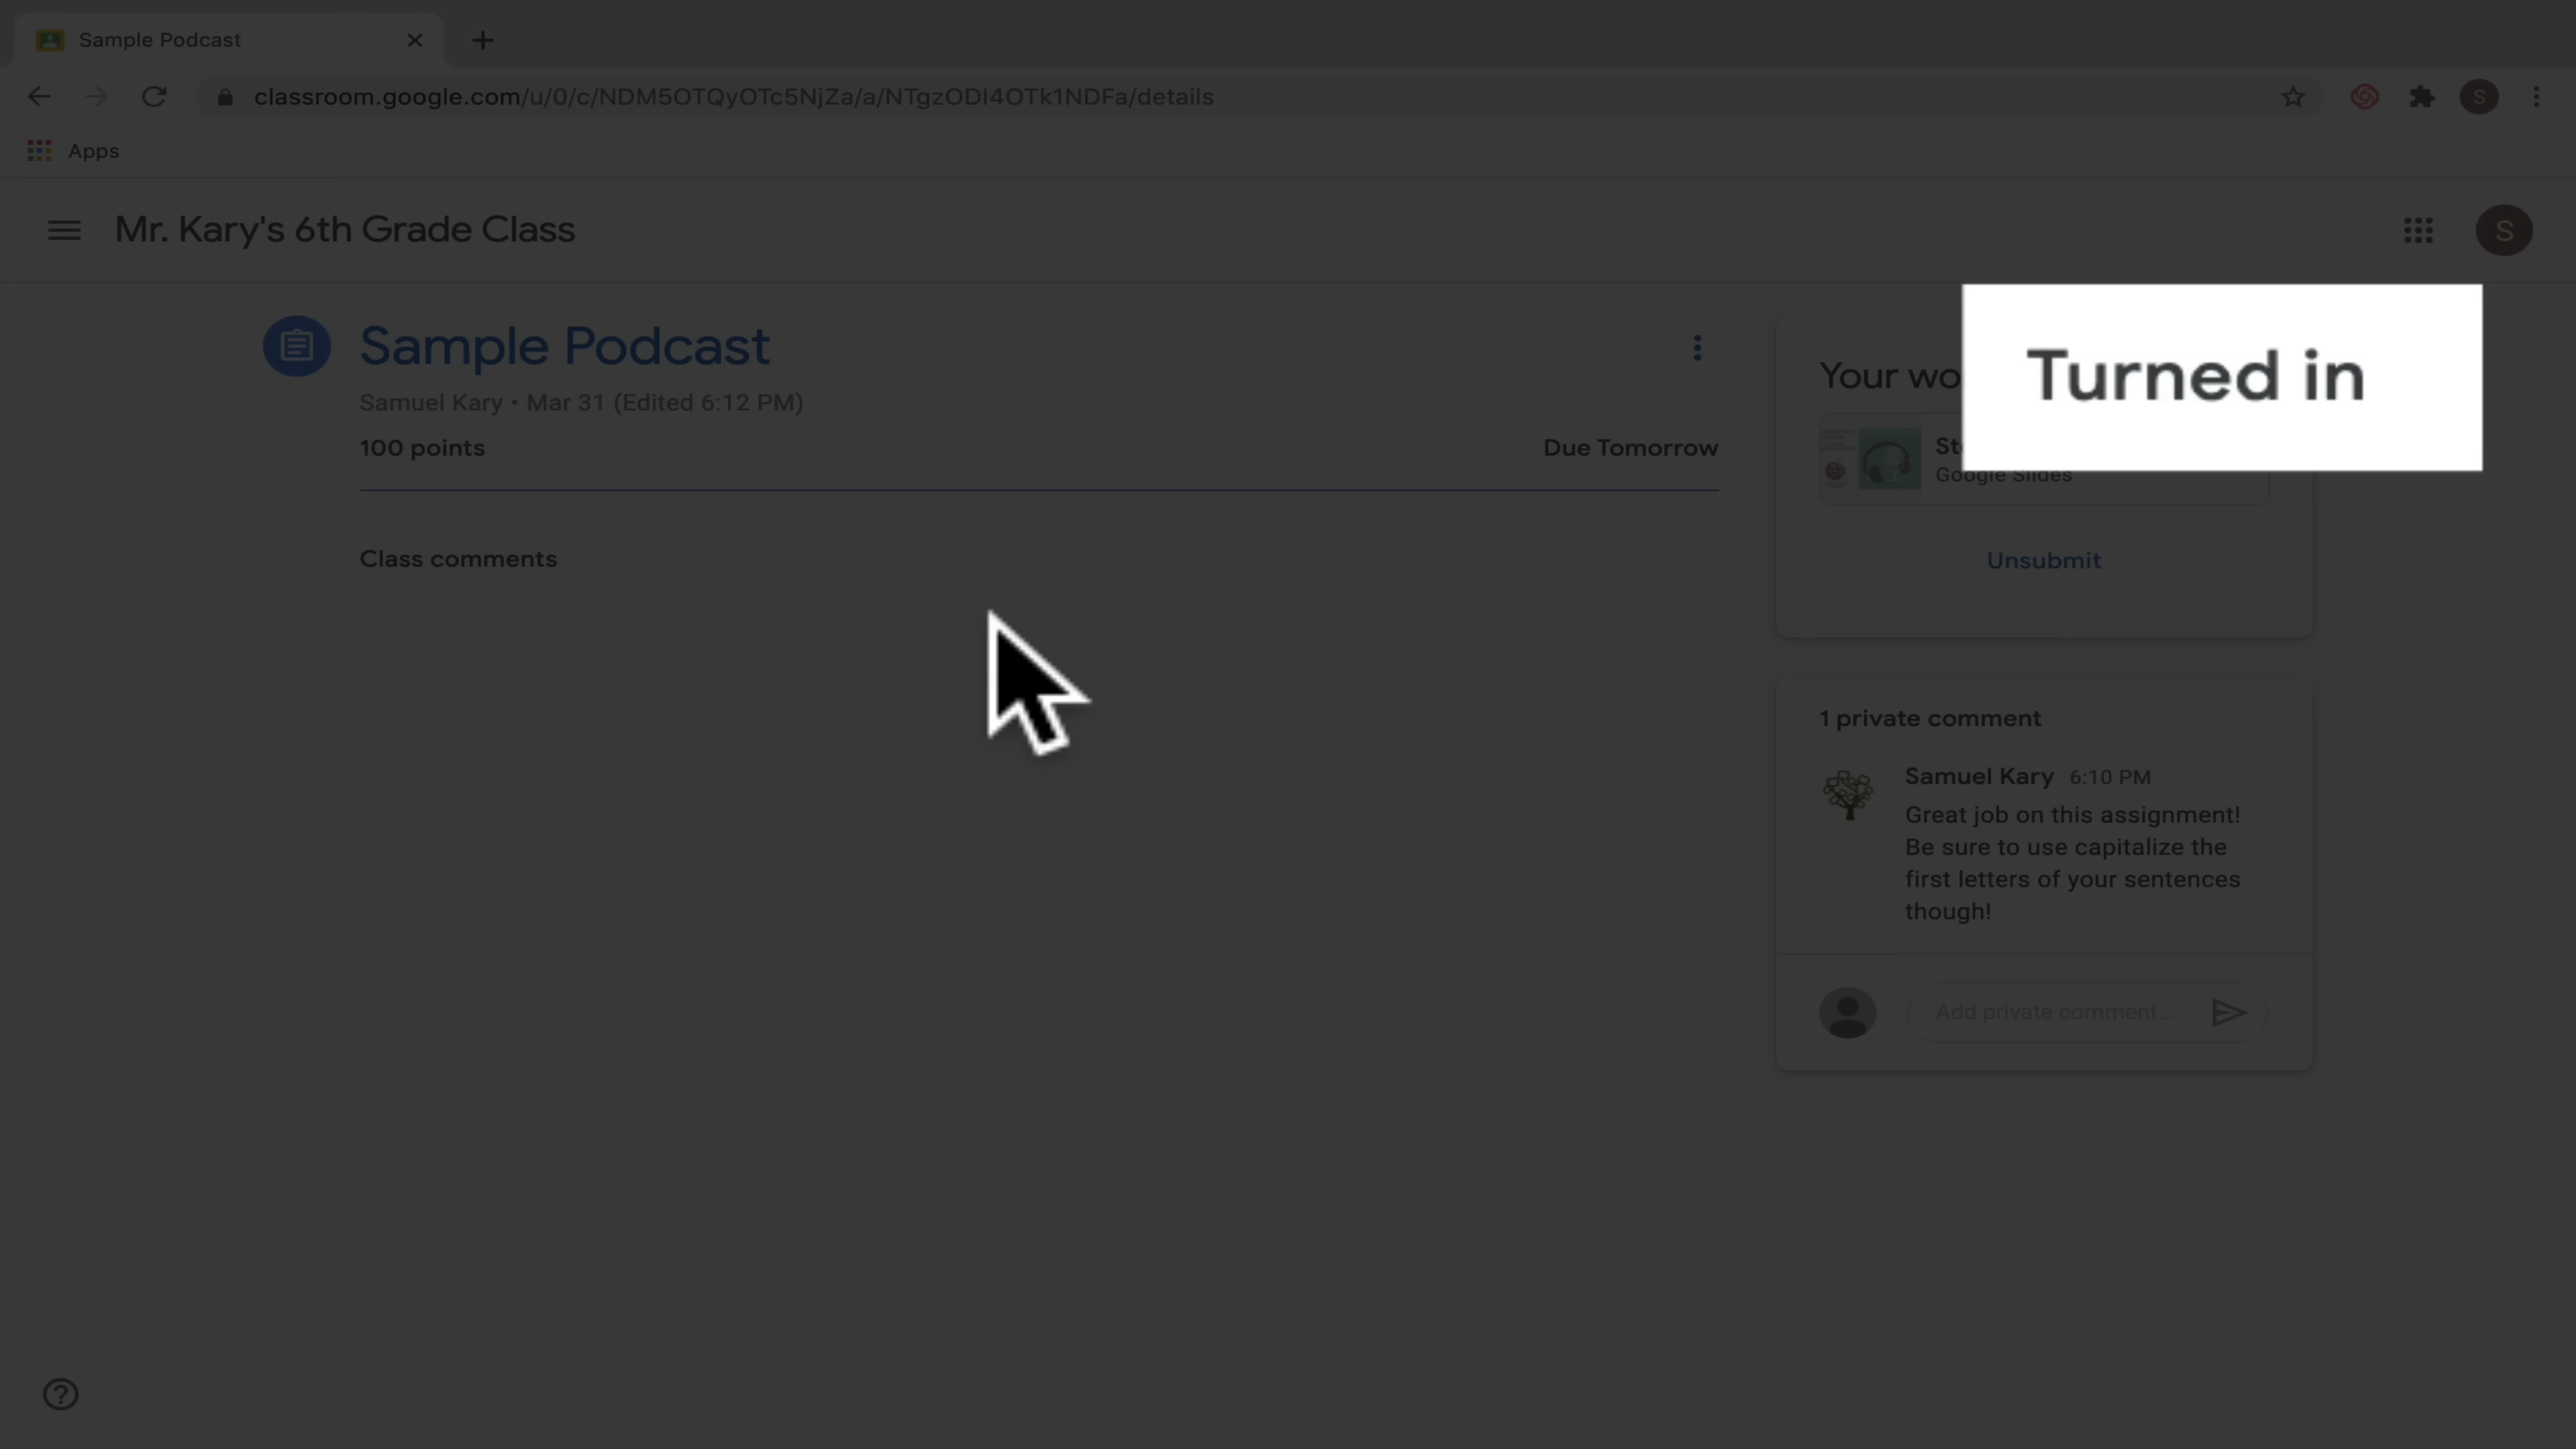 Sample Podcast
classroom.google.com/u/0/c/NDM5OTQyOTc5NjZa/a/NTgzODI4OTk1NDFa/details
S
Apps
Mr. Kary's 6th Grade Class
S
Sample Podcast
Samuel Kary • Mar 31 (Edited 6:12 PM)
100 points
Due Tomorrow
Class comments
Your wo
Turned in
St
Google Slides
Unsubmit
1 private comment
Samuel Kary 6:10 PM
Great job on this assignment!
Be sure to use capitalize the
first letters of your sentences
though!
Add private comment...